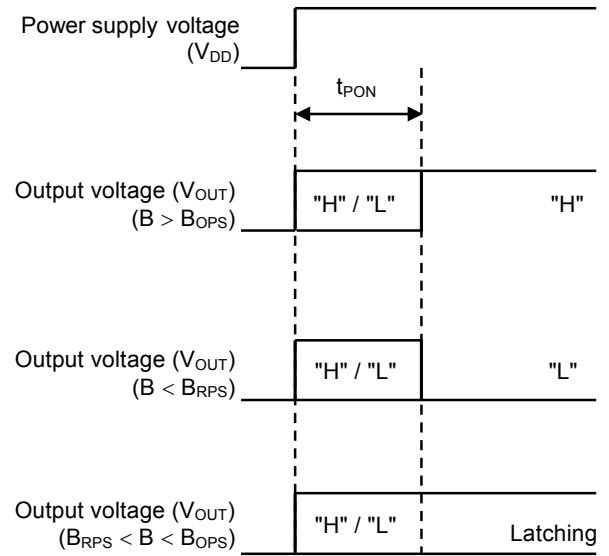 Power supply voltage
(VDD)
tPON
Output voltage (VOUT)
(B > BOPS)
"H" / "L"
"H"
Output voltage (VOUT)
(B < BRPS)
"H" / "L"
"L"
Output voltage (VOUT)
(BRPS < B < BOPS)
"H" / "L"
Latching